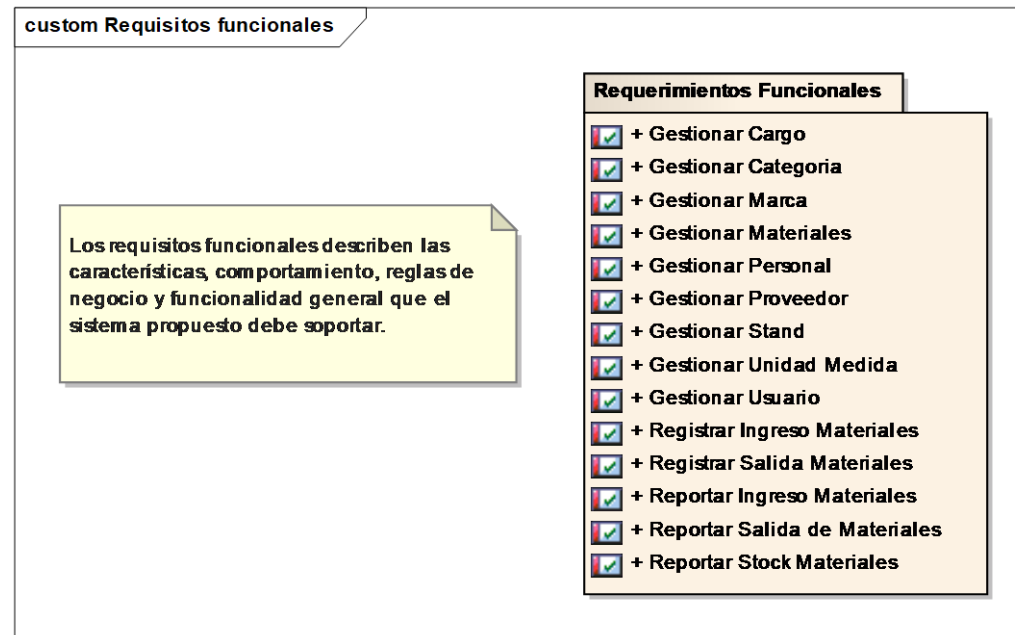 custom Requisitos funcionales
Los requisitos funcionales describen las
características, comportamiento, reglas de
negocio y funcionalidad general que el
sistema propuesto debe soportar.
Requerimientos Funcionales
+ Gestionar Cargo
+ Gestionar Categoria
+ Gestionar Marca
+ Gestionar Materiales
+ Gestionar Personal
+ Gestionar Proveedor
+ Gestionar Stand
+ Gestionar Unidad Medida
+ Gestionar Usuario
+ Registrar Ingreso Materiales
+ Registrar Salida Materiales
+ Reportar Ingreso Materiales
+ Reportar Salida de Materiales
+ Reportar Stock Materiales